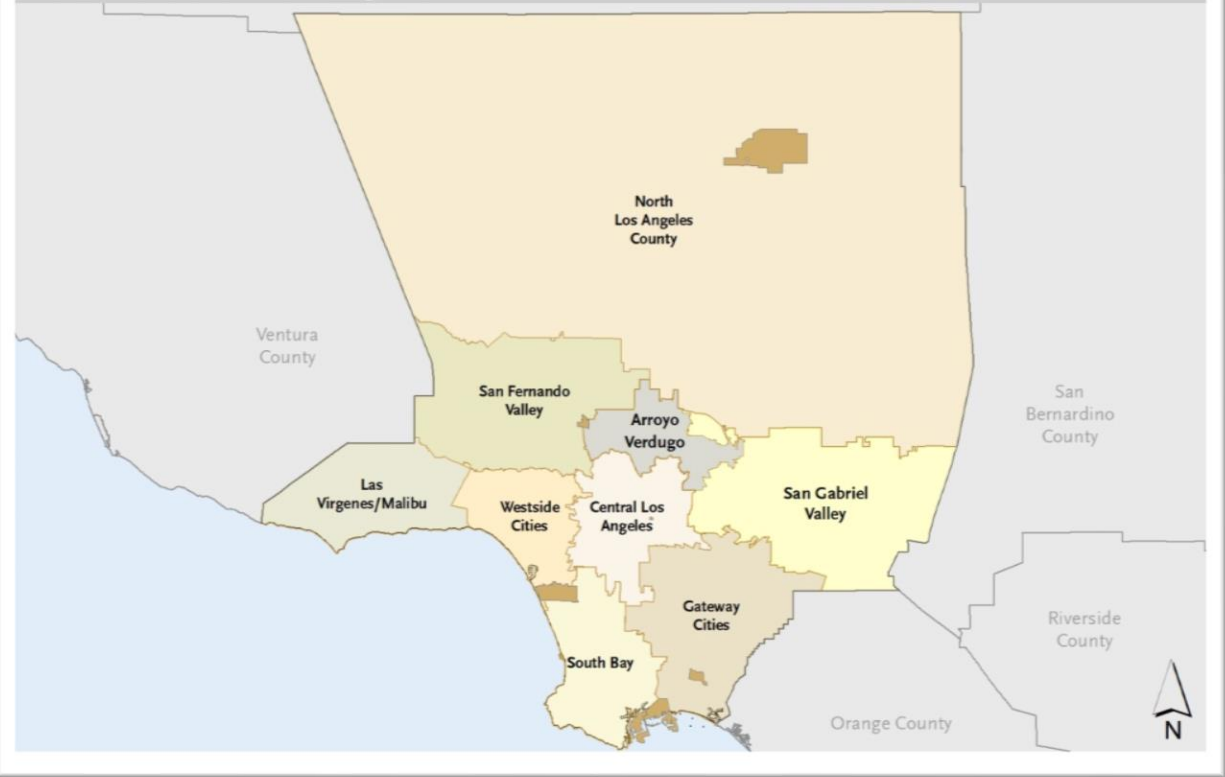 North
Los Angeles
County
Ventura
County
San Fernando
Valley
Arroyo
Verdugo
San
Bernardino
County
Las
Virgenes/Malibu
Westside
Cities
Central Los
Angeles
San Gabriel
Valley
Gateway
Cities
Riverside
County
South Bay
Orange County
N